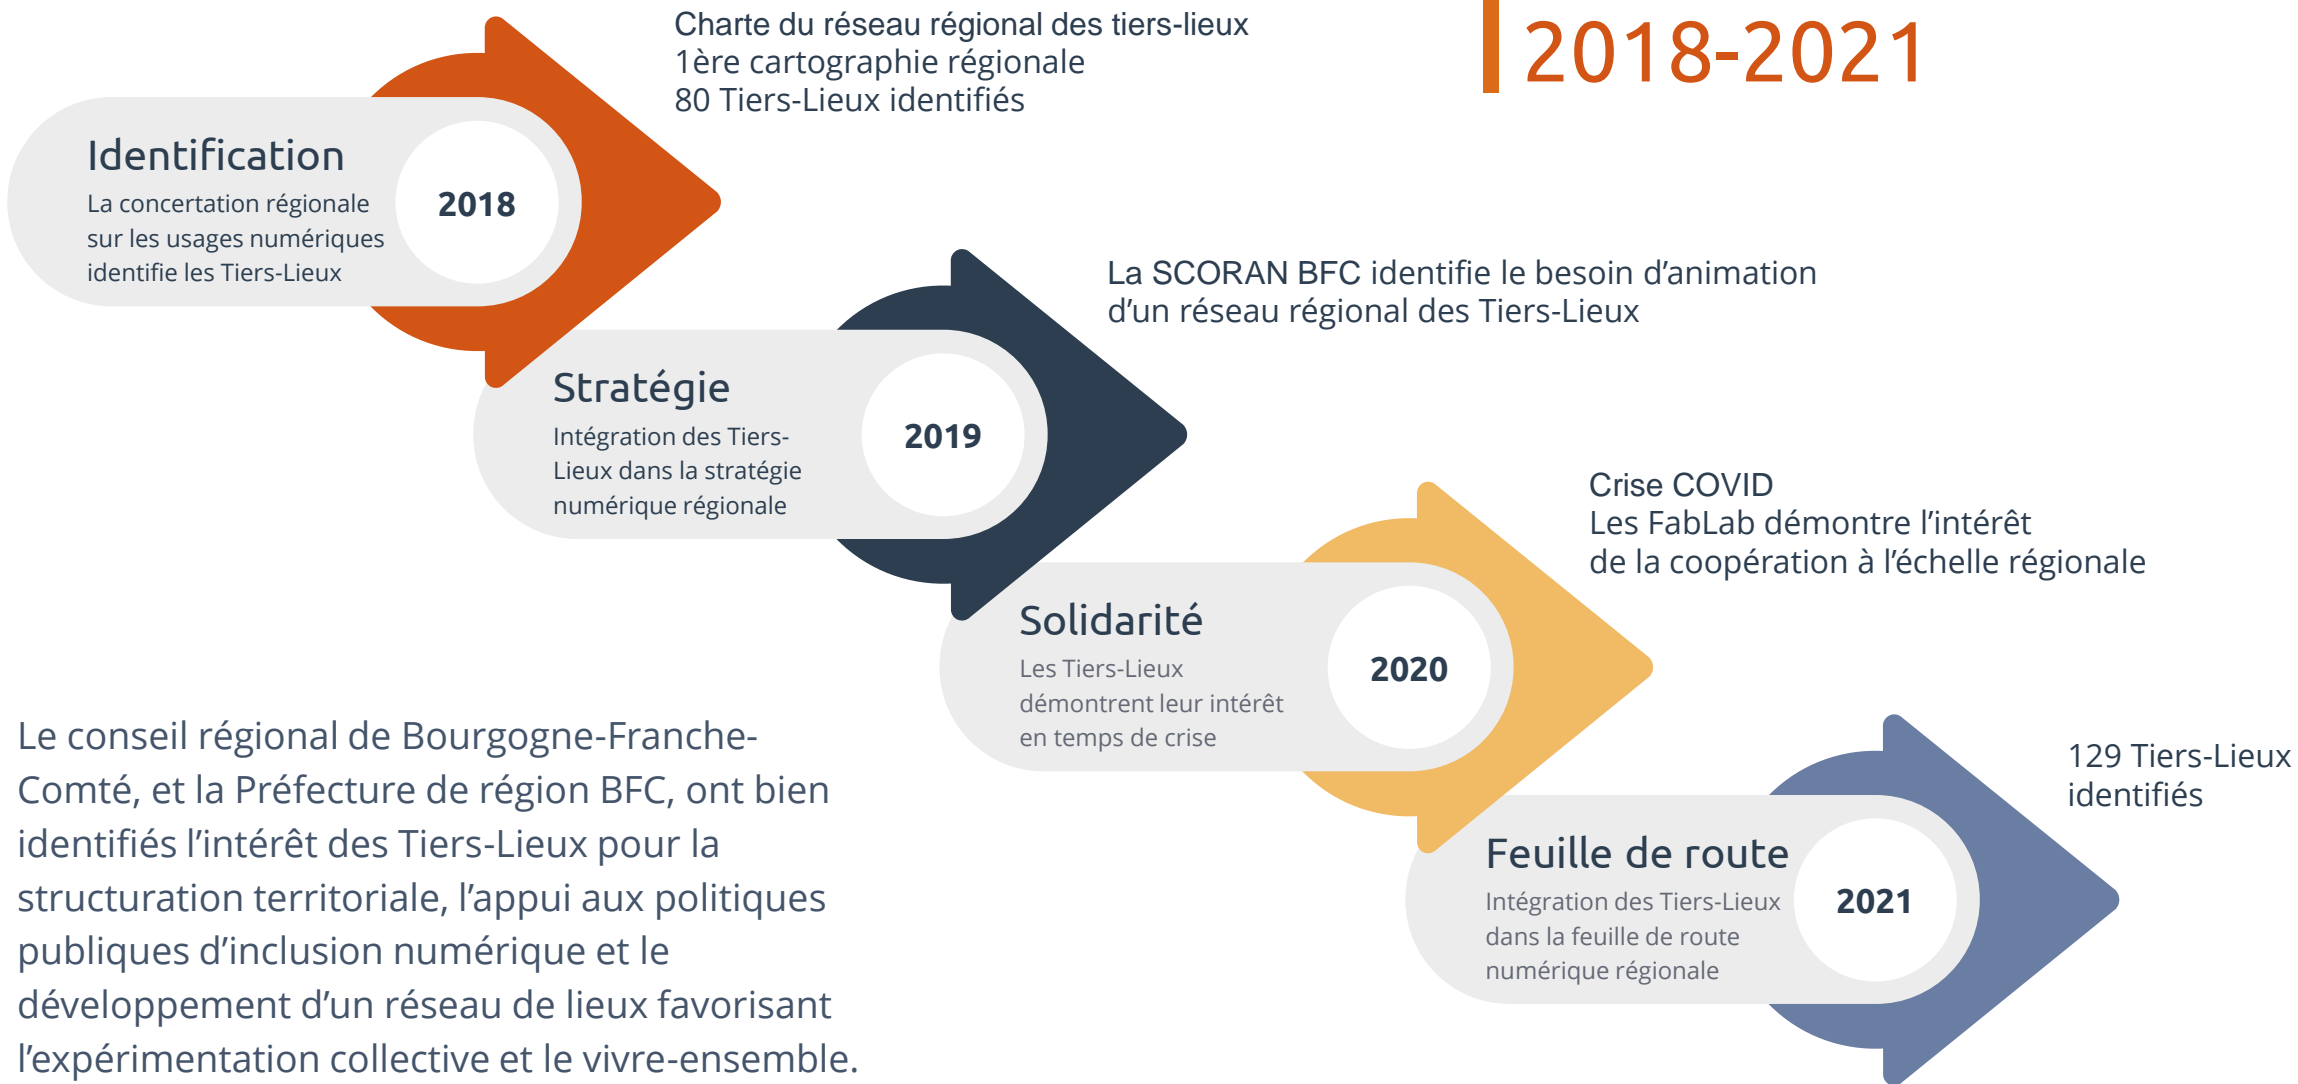 2018-2021
Charte du réseau régional des tiers-lieux
1ère cartographie régionale
80 Tiers-Lieux identifiés
Identification
La concertation régionale
sur les usages numériques
identifie les Tiers-Lieux
2018
La SCORAN BFC identifie le besoin d’animation
d’un réseau régional des Tiers-Lieux
Stratégie
Intégration des Tiers-
Lieux dans la stratégie
numérique régionale
2019
Crise COVID
Les FabLab démontre l’intérêt
de la coopération à l’échelle régionale
Solidarité
Les Tiers-Lieux
démontrent leur intérêt
en temps de crise
2020
129 Tiers-Lieux
identifiés
Feuille de route
Intégration des Tiers-Lieux
dans la feuille de route
numérique régionale
2021
Le conseil régional de Bourgogne-Franche-
Comté, et la Préfecture de région BFC, ont bien
identifiés l’intérêt des Tiers-Lieux pour la
structuration territoriale, l’appui aux politiques
publiques d’inclusion numérique et le
développement d’un réseau de lieux favorisant
l’expérimentation collective et le vivre-ensemble.